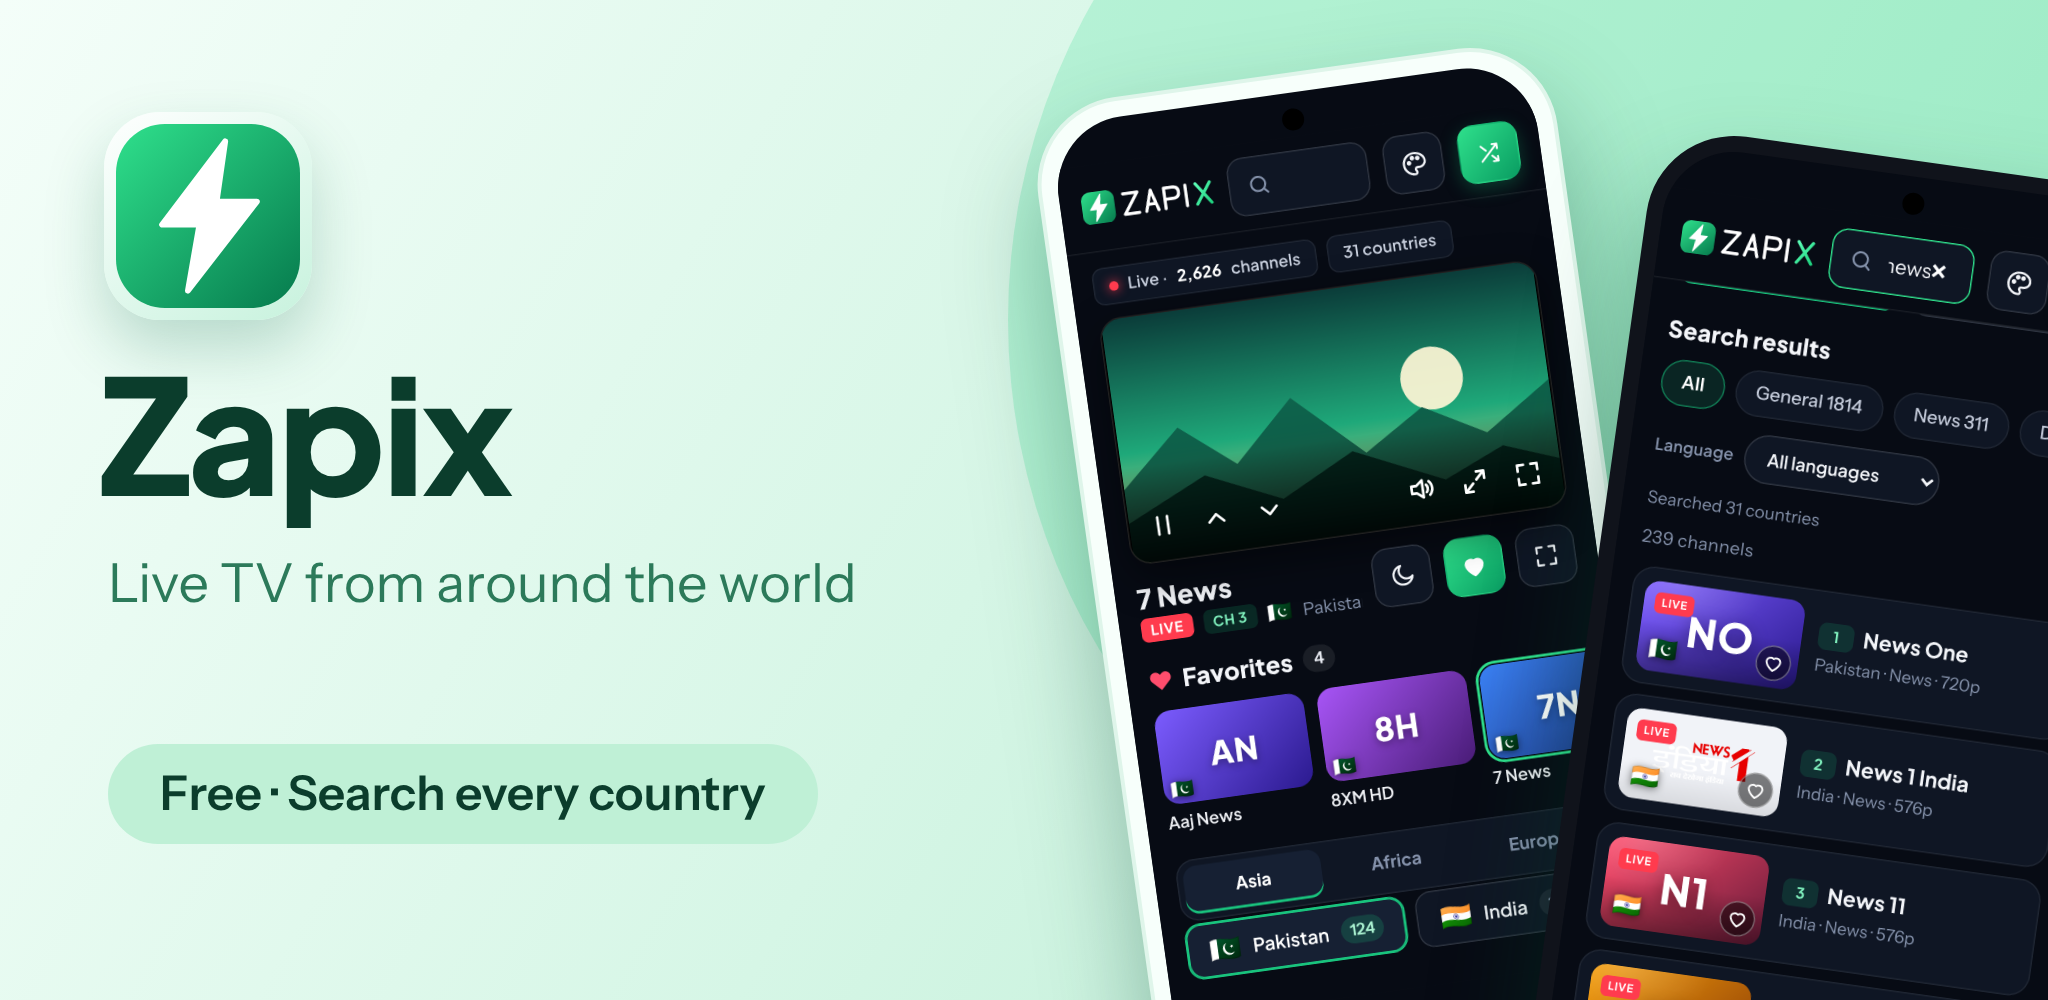 Zapix
Live TV from around the world
Free · Search every country
ZAPIX
Live · 2,626 channels
31 countries
7 News
LIVE CH 3 Pakista
Favorites 4
AN
8H
7N
Aaj News
8XM HD
7 News
Asia
Africa
Europ
Pakistan 124
India
ZAPIX
news×
Search results
All
General 1814
News 311
D
Language
All languages
Searched 31 countries
239 channels
LIVE
NO
1 News One
Pakistan · News · 720p
LIVE
NEWS 1
इंडिया
2 News 1 India
India · News · 576p
LIVE
N1
3 News 11
India · News · 576p
LIVE